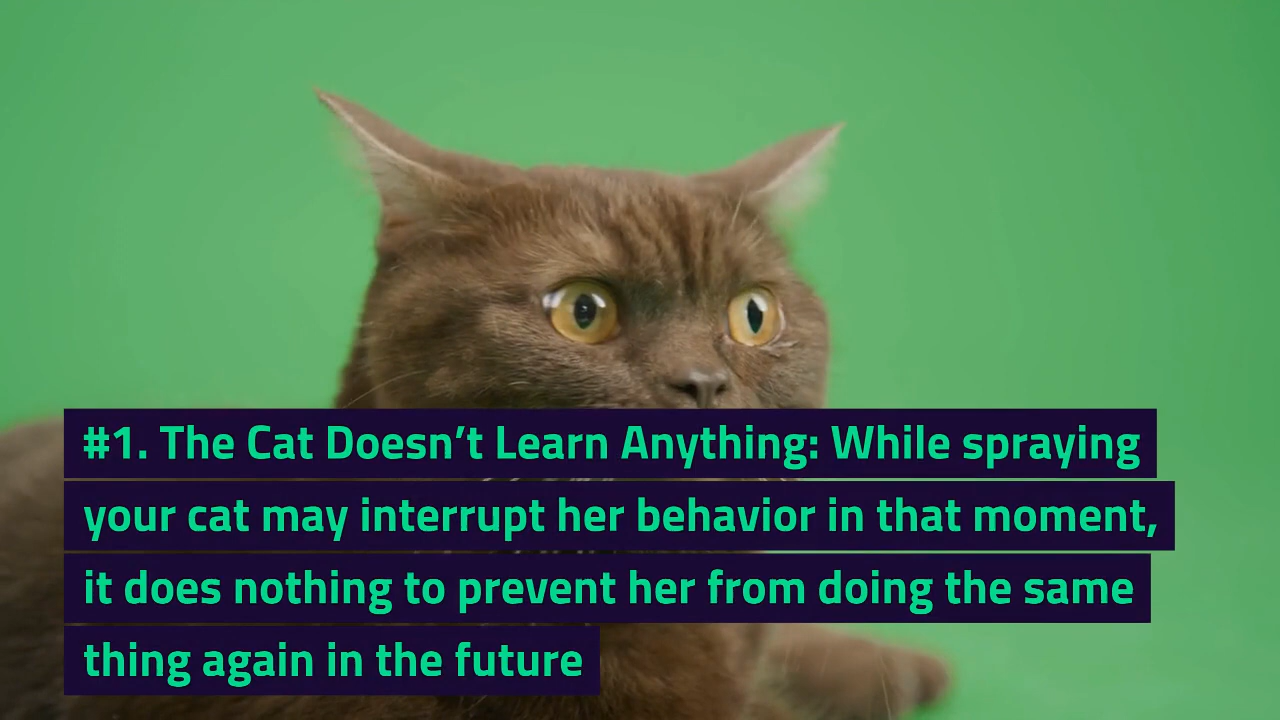 #1. The Cat Doesn’t Learn Anything: While spraying
your cat may interrupt her behavior in that moment,
it does nothing to prevent her from doing the same
thing again in the future